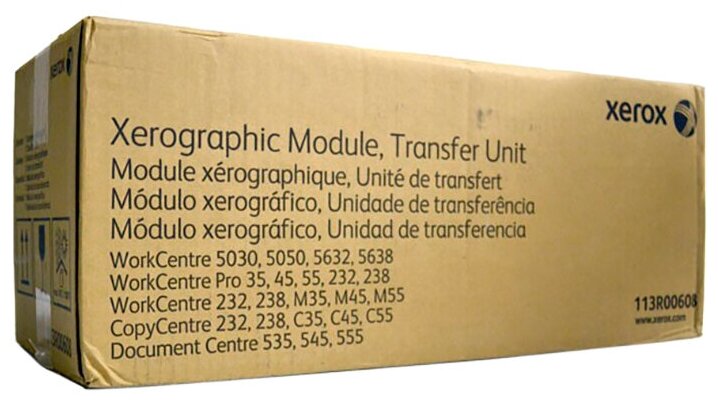 xerox
xerox
Xerographic Module, Transfer Unit
Module xérographique, Unité de transfert
Módulo xerográfico, Unidade de transferência
Módulo xerográfico, Unidad de transferencia
WorkCentre 5030, 5050, 5632, 5638
WorkCentre Pro 35, 45, 55, 232, 238
WorkCentre 232, 238, M35, M45, M55
CopyCentre 232, 238, C35, C45, C55
Document Centre 535, 545, 555
113R00608
www.xerox.com
3R00608